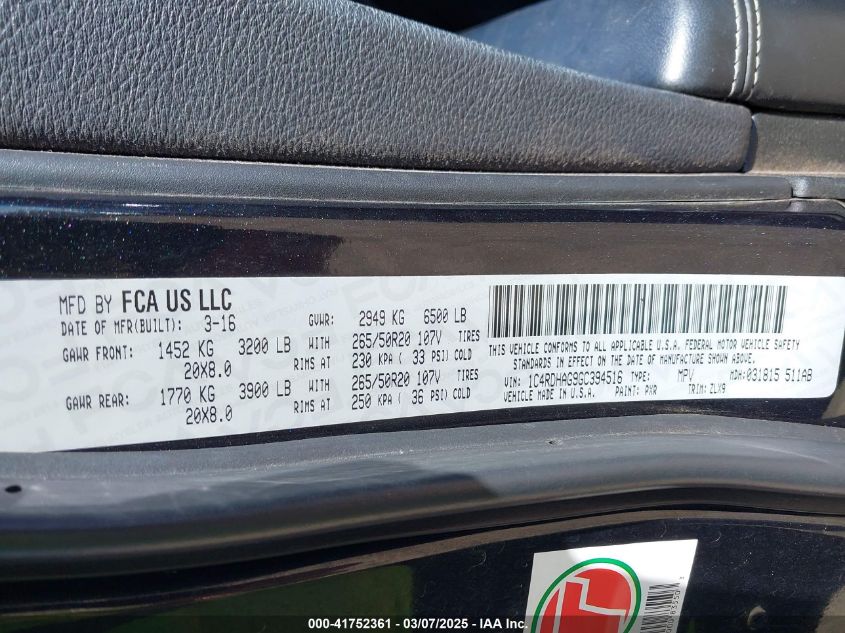 MFD BY FCA US LLC
DATE OF MFR(BUILT): 3-16 GVWR: 2949 KG 6500 LB
GAWR FRONT: 1452 KG 3200 LB WITH 265/50R20 107V TIRES
20X8.0 RIMS AT 230 KPA ( 33 PSI) COLD
GAWR REAR: 1770 KG 3900 LB WITH 265/50R20 107V TIRES
20X8.0 RIMS AT 250 KPA ( 36 PSI) COLD
THIS VEHICLE CONFORMS TO ALL APPLICABLE U.S.A. FEDERAL MOTOR VEHICLE SAFETY
STANDARDS IN EFFECT ON THE DATE OF MANUFACTURE SHOWN ABOVE.
VIN: 1C4RDHAG9GC394516 TYPE: MPV MDH: 031815 511AB
VEHICLE MADE IN U.S.A. PAINT: PXR TRIM: ZLX9
000-41752361 - 03/07/2025 - IAA Inc.